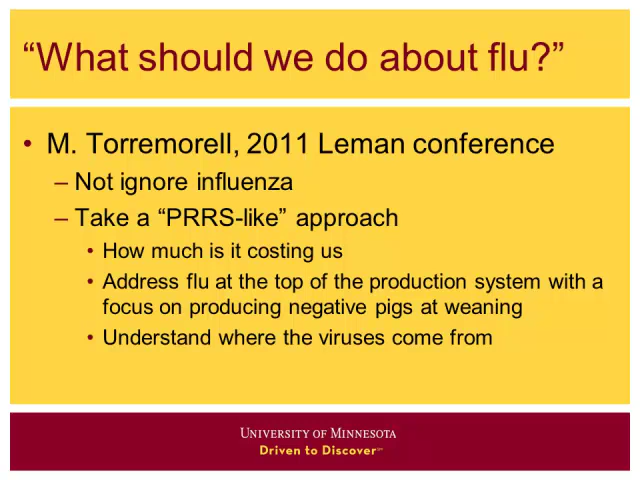 “What should we do about flu?”
• M. Torremorell, 2011 Leman conference
– Not ignore influenza
– Take a “PRRS-like” approach
• How much is it costing us
• Address flu at the top of the production system with a
focus on producing negative pigs at weaning
• Understand where the viruses come from
UNIVERSITY OF MINNESOTA
Driven to Discover